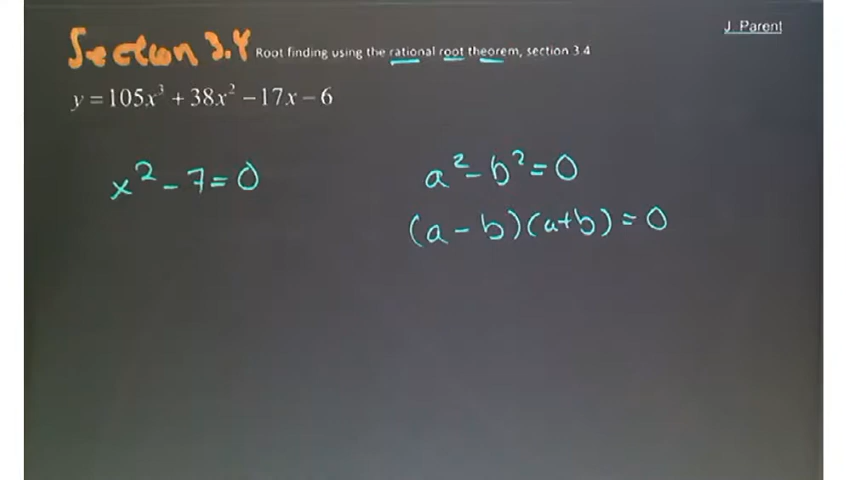 J. Parent
Section 3.4 Root finding using the rational root theorem, section 3.4
y = 105x³ + 38x² − 17x − 6
x² − 7 = 0
a² − b² = 0
(a − b)(a + b) = 0